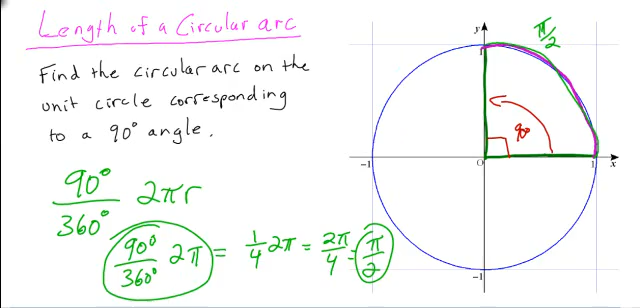 Length of a Circular arc
Find the circular arc on the
unit circle corresponding
to a 90° angle.
90°/360° 2πr
90°/360° 2π = 1/4 2π = 2π/4 = π/2
y
π/2
90
-1
O
1
x
-1